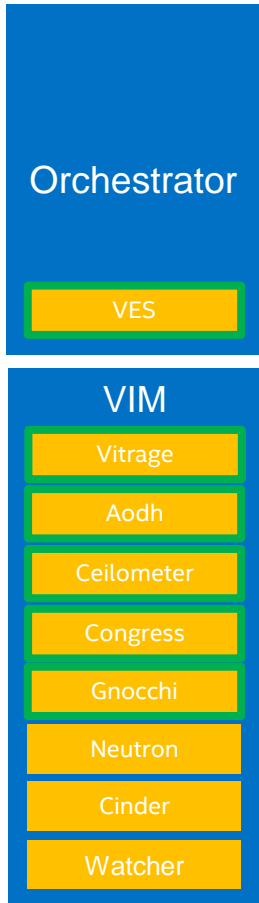 Orchestrator
VES
VIM
Vitrage
Aodh
Ceilometer
Congress
Gnocchi
Neutron
Cinder
Watcher